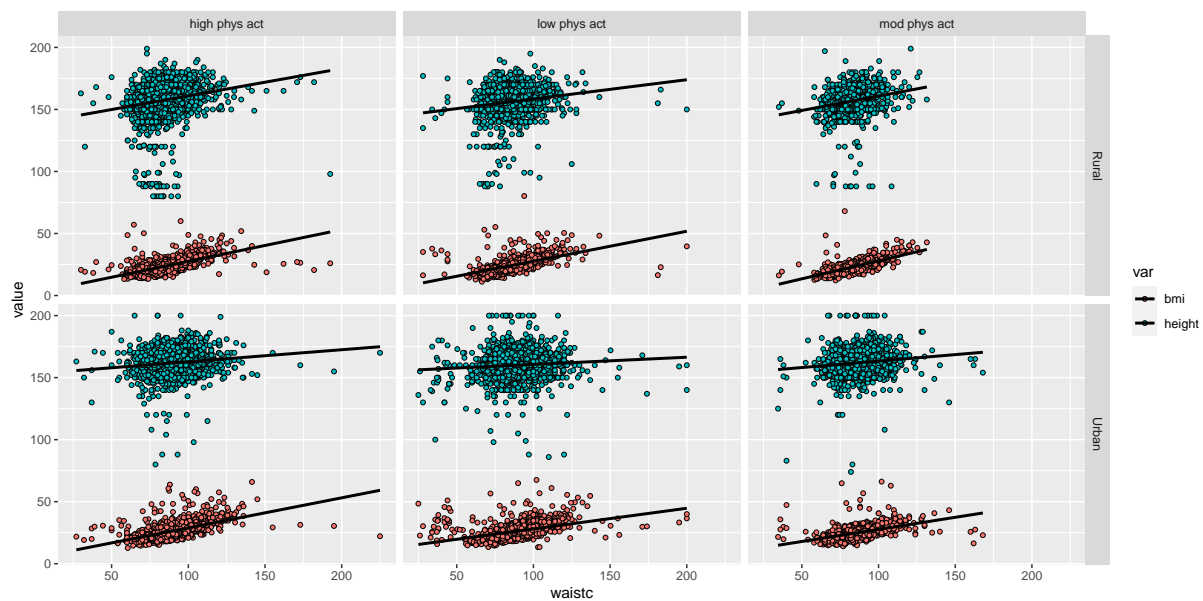 high phys act low phys act mod phys act
200
150
100
50
0
Rural
200
150
100
50
0
Urban
value
50 100 150 200 50 100 150 200 50 100 150 200
waistc
var
bmi
height